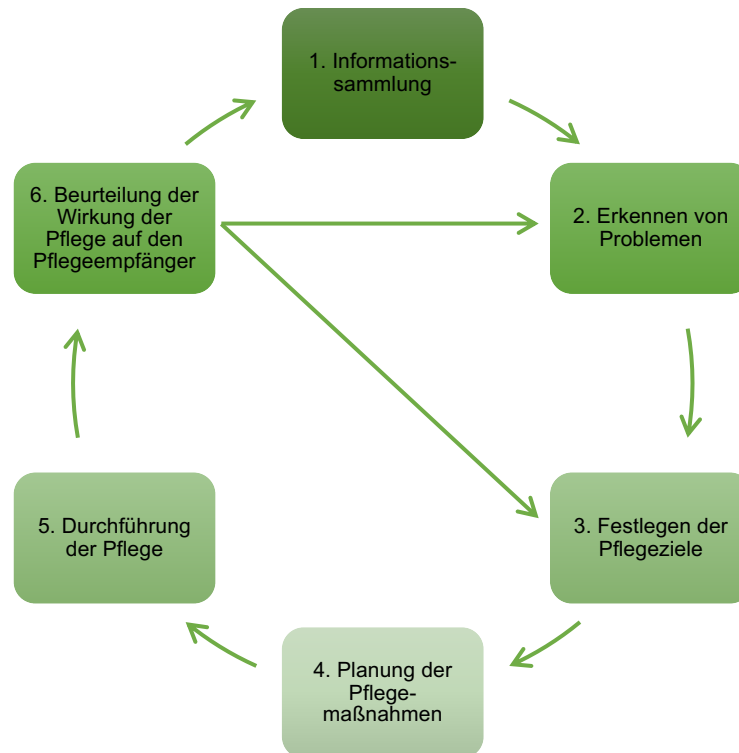 1. Informations-
sammlung
2. Erkennen von
Problemen
3. Festlegen der
Pflegeziele
4. Planung der
Pflege-
maßnahmen
5. Durchführung
der Pflege
6. Beurteilung der
Wirkung der
Pflege auf den
Pflegeempfänger